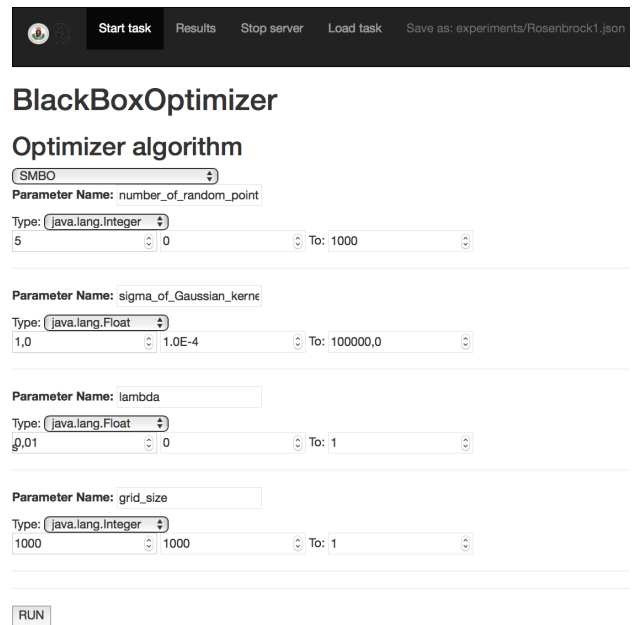 Start task Results Stop server Load task Save as: experiments/Rosenbrock1.json
BlackBoxOptimizer
Optimizer algorithm
SMBO
Parameter Name: number_of_random_point
Type: java.lang.Integer
5 0 To: 1000
Parameter Name: sigma_of_Gaussian_kerne
Type: java.lang.Float
1,0 1.0E-4 To: 100000,0
Parameter Name: lambda
Type: java.lang.Float
0,01 0 To: 1
s
Parameter Name: grid_size
Type: java.lang.Integer
1000 1000 To: 1
RUN